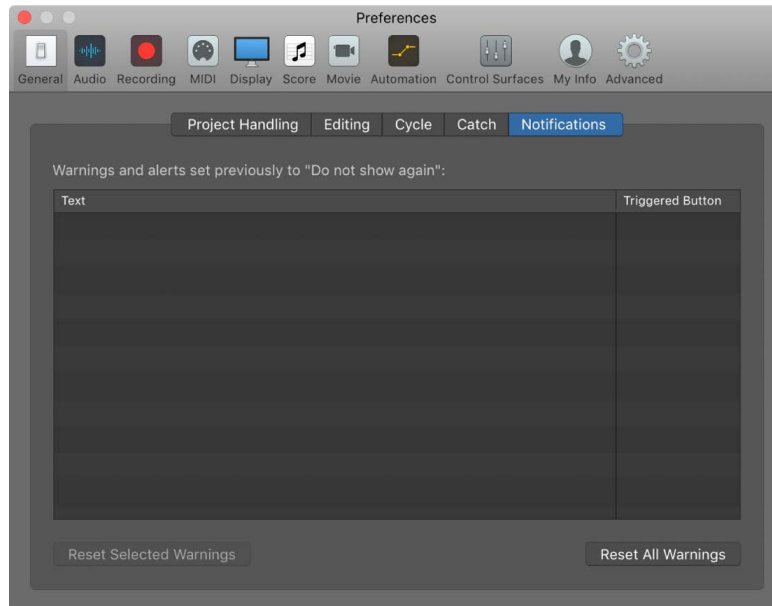 Preferences
General Audio Recording MIDI Display Score Movie Automation Control Surfaces My Info Advanced
Project Handling Editing Cycle Catch Notifications
Warnings and alerts set previously to "Do not show again":
Text Triggered Button
Reset Selected Warnings Reset All Warnings